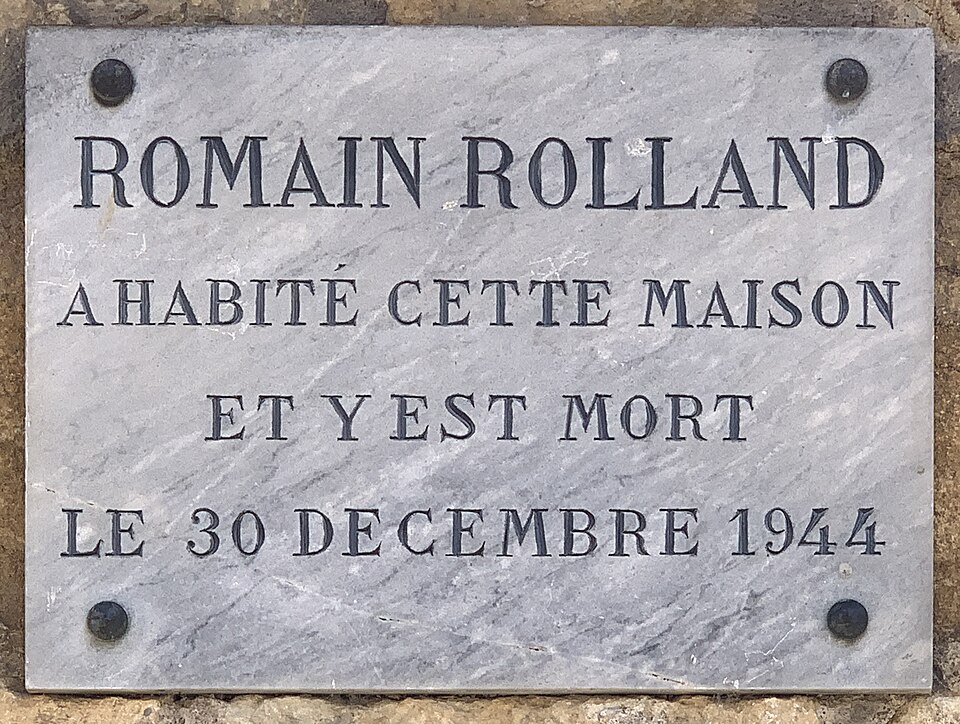 ROMAIN ROLLAND
A HABITÉ CETTE MAISON
ET Y EST MORT
LE 30 DECEMBRE 1944